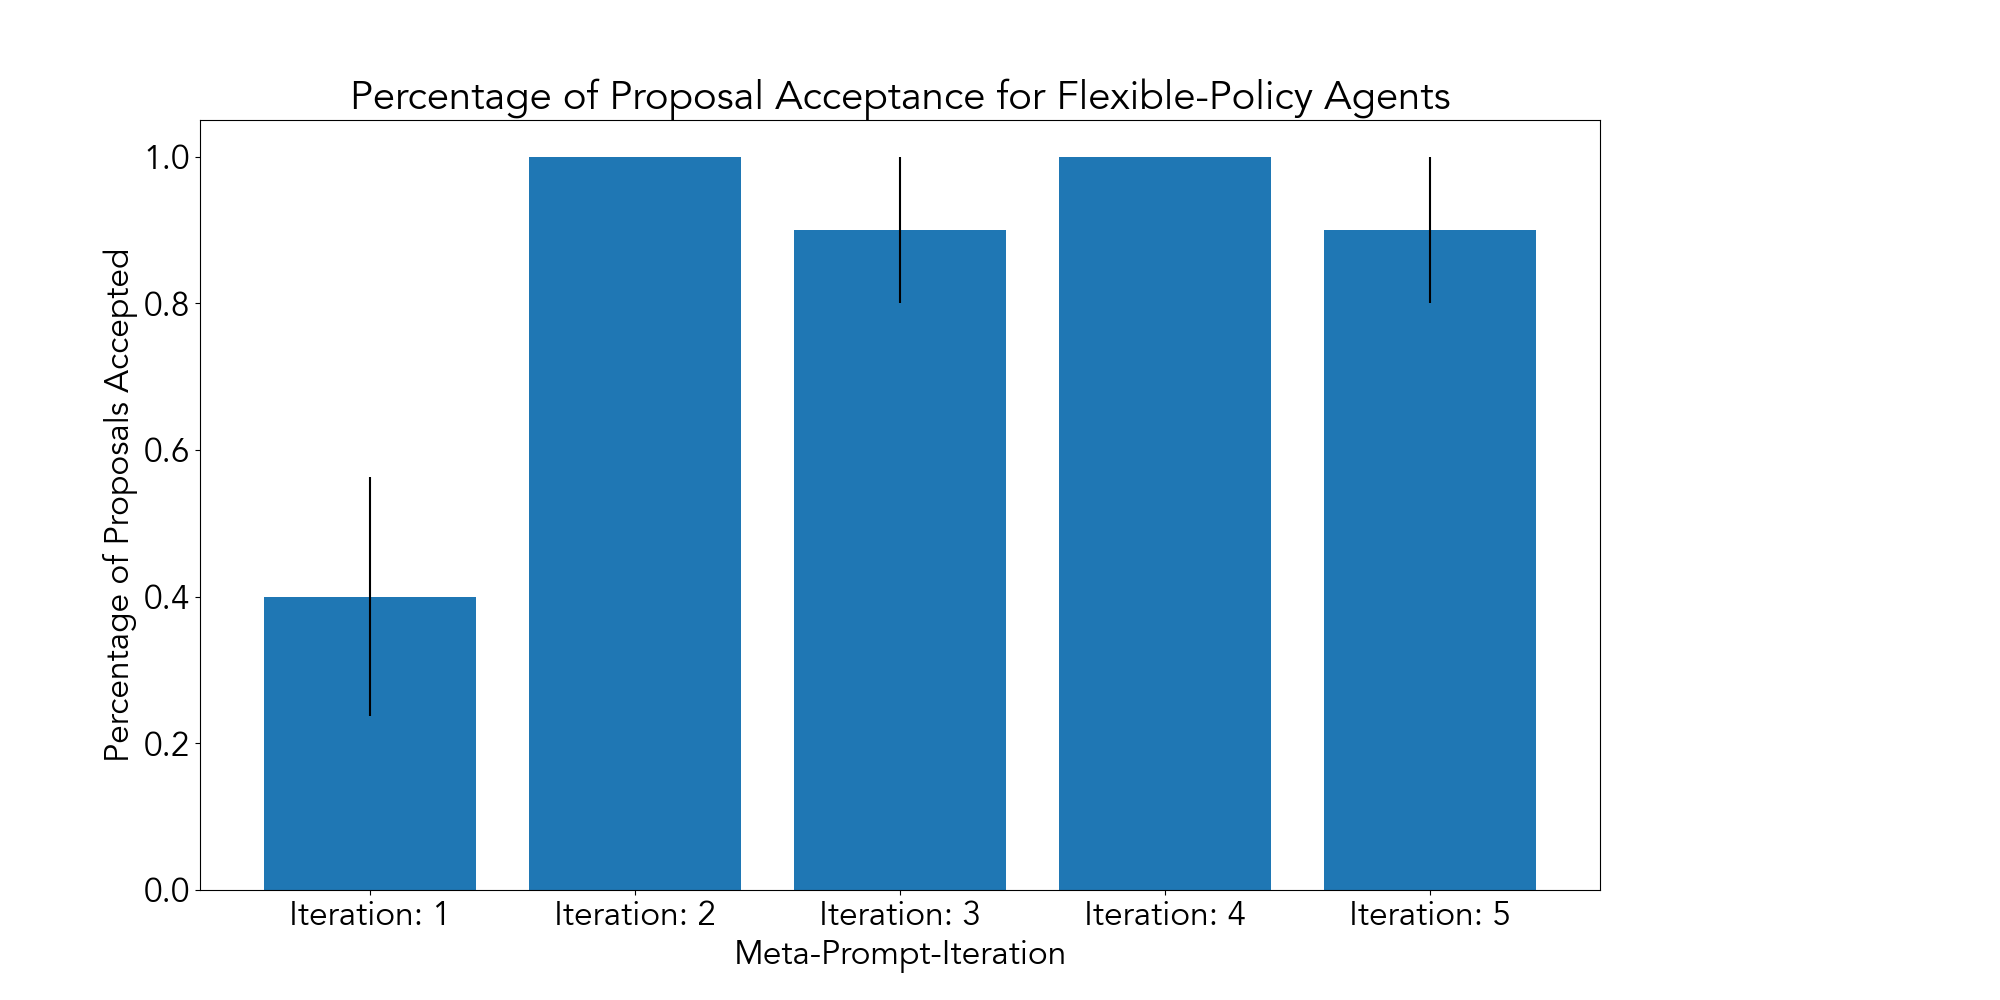 Percentage of Proposal Acceptance for Flexible-Policy Agents
Percentage of Proposals Accepted
1.0
0.8
0.6
0.4
0.2
0.0
Iteration: 1
Iteration: 2
Iteration: 3
Iteration: 4
Iteration: 5
Meta-Prompt-Iteration